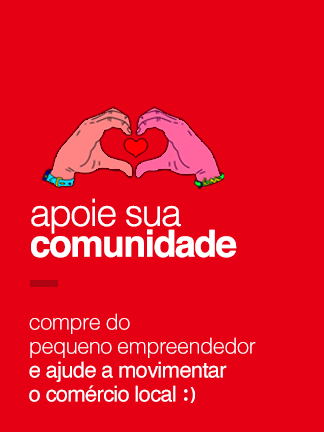 apoie sua
comunidade
compre do
pequeno empreendedor
e ajude a movimentar
o comércio local :)